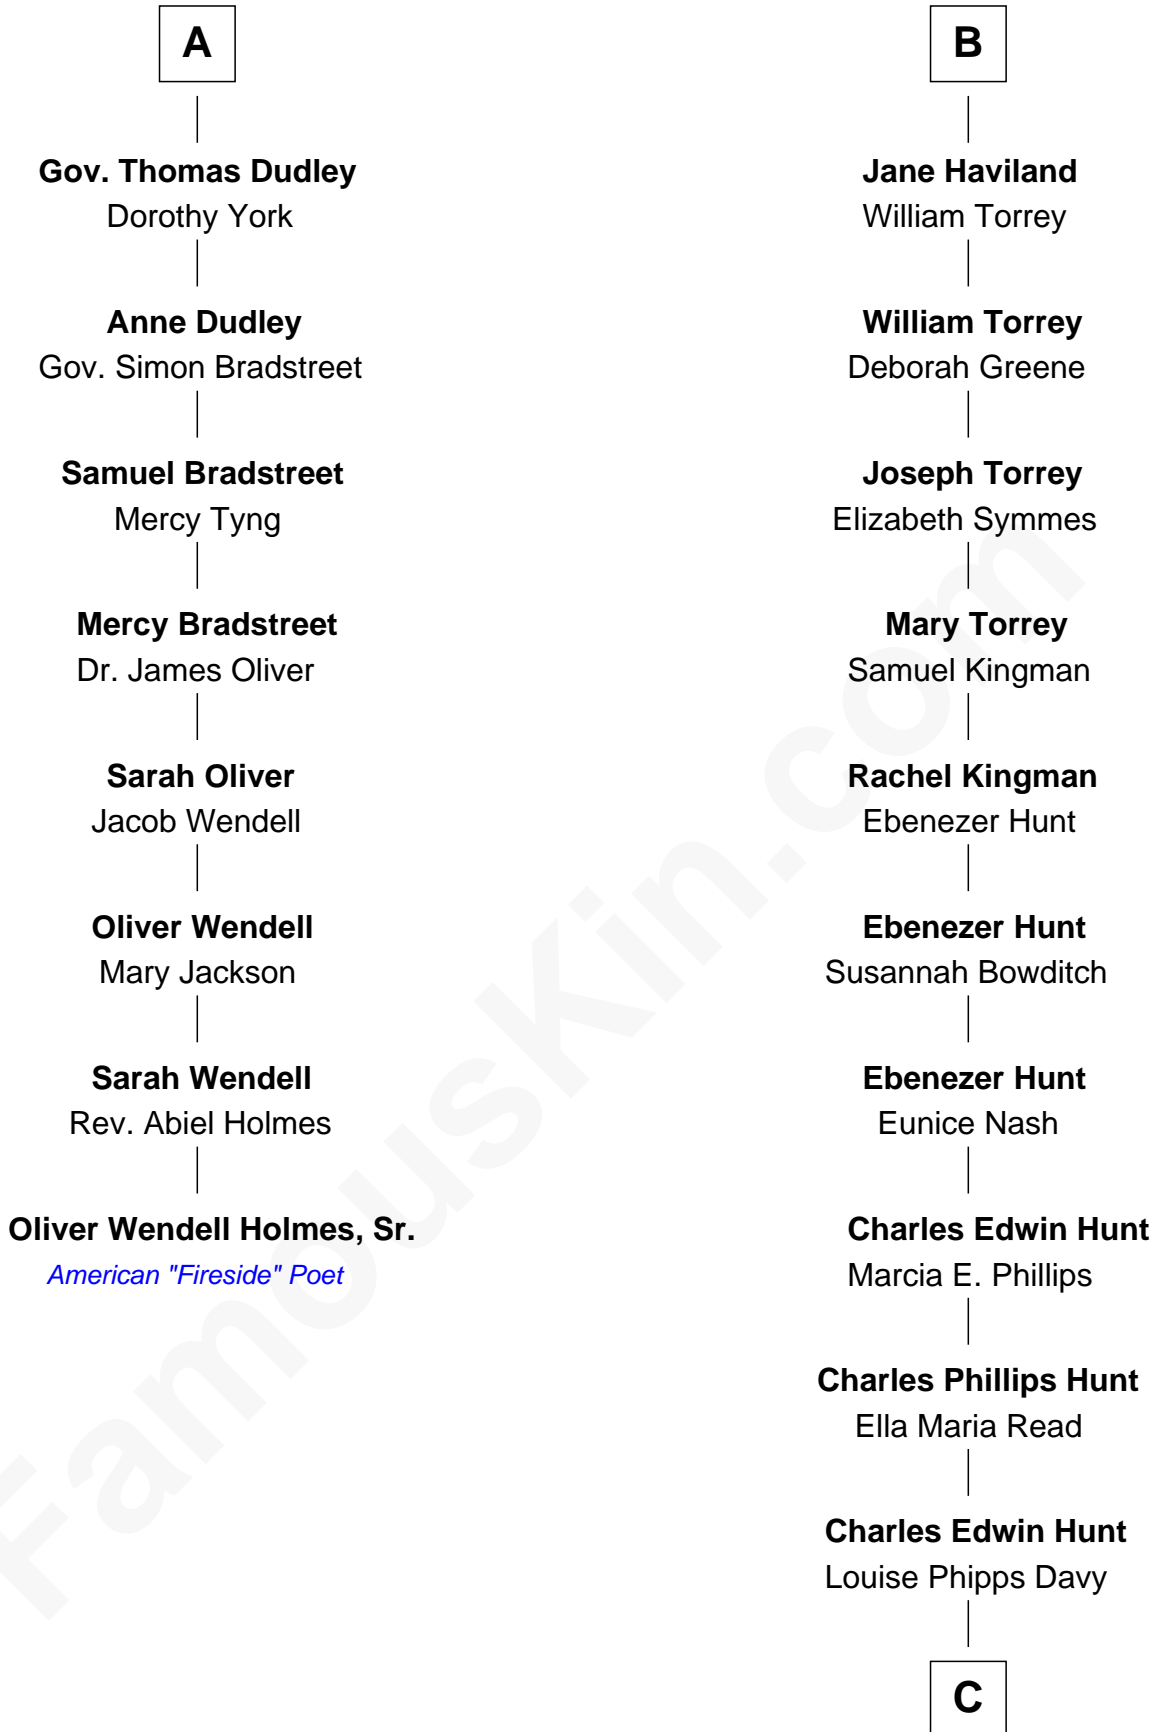 A
Gov. Thomas Dudley
Dorothy York
Anne Dudley
Gov. Simon Bradstreet
Samuel Bradstreet
Mercy Tyng
Mercy Bradstreet
Dr. James Oliver
Sarah Oliver
Jacob Wendell
Oliver Wendell
Mary Jackson
Sarah Wendell
Rev. Abiel Holmes
Oliver Wendell Holmes, Sr.
American "Fireside" Poet
B
Jane Haviland
William Torrey
William Torrey
Deborah Greene
Joseph Torrey
Elizabeth Symmes
Mary Torrey
Samuel Kingman
Rachel Kingman
Ebenezer Hunt
Ebenezer Hunt
Susannah Bowditch
Ebenezer Hunt
Eunice Nash
Charles Edwin Hunt
Marcia E. Phillips
Charles Phillips Hunt
Ella Maria Read
Charles Edwin Hunt
Louise Phipps Davy
C
FamousKin.com